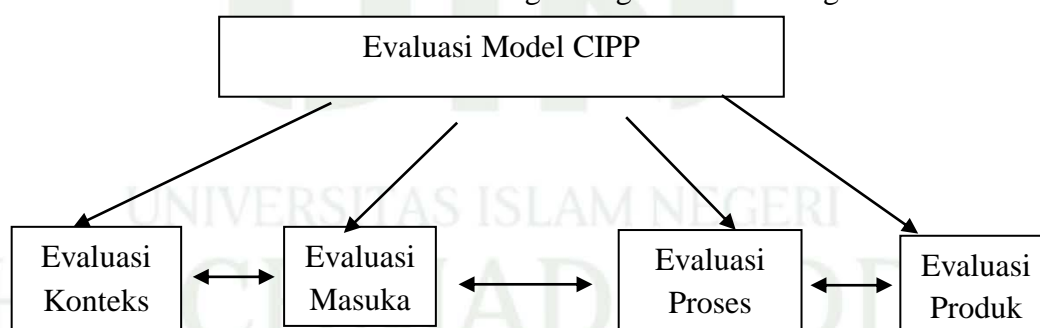 Evaluasi Model CIPP
UNIVERSITAS ISLAM NEGERI
Evaluasi
Konteks
Evaluasi
Masuka
Evaluasi
Proses
Evaluasi
Produk